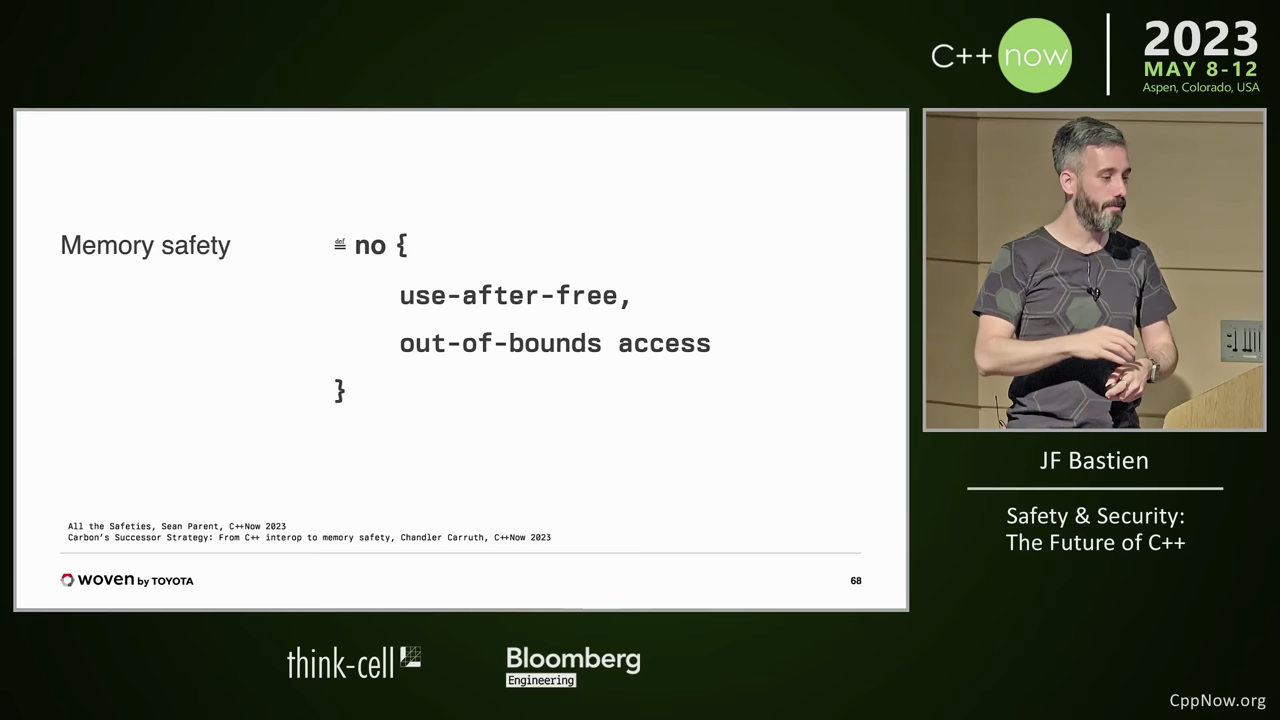 C++ now
2023
MAY 8-12
Aspen, Colorado, USA
Memory safety
≝ no {
use-after-free,
out-of-bounds access
}
All the Safeties, Sean Parent, C++Now 2023
Carbon's Successor Strategy: From C++ interop to memory safety, Chandler Carruth, C++Now 2023
woven by TOYOTA
68
JF Bastien
Safety & Security:
The Future of C++
think-cell
Bloomberg
Engineering
CppNow.org